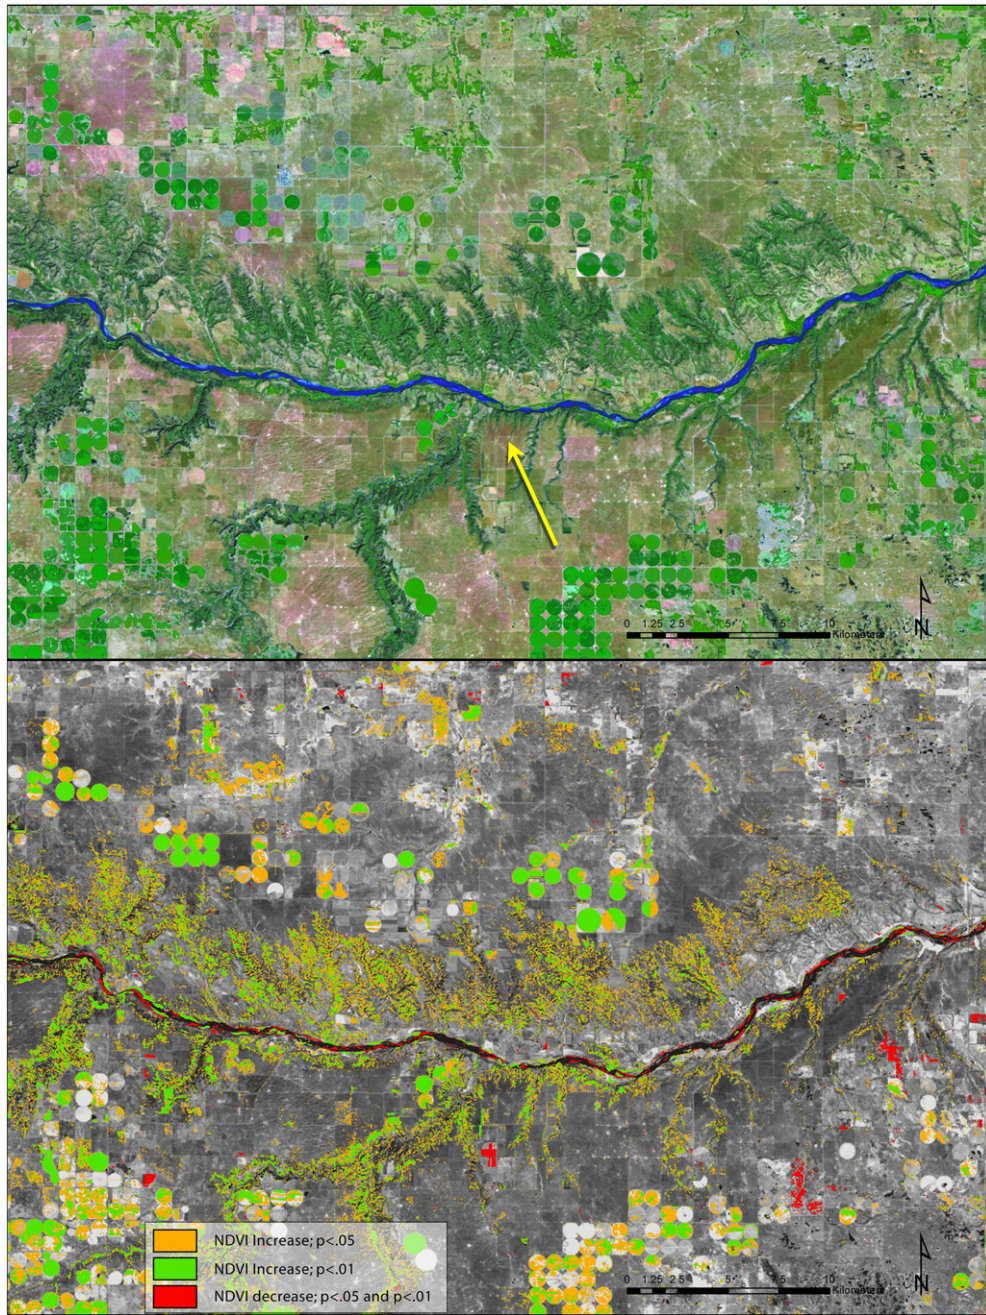 0 1.25 2.5 5 7.5 10
Kilometers
N
NDVI Increase; p<.05
NDVI Increase; p<.01
NDVI decrease; p<.05 and p<.01
0 1.25 2.5 5 7.5 10
Kilometers
N